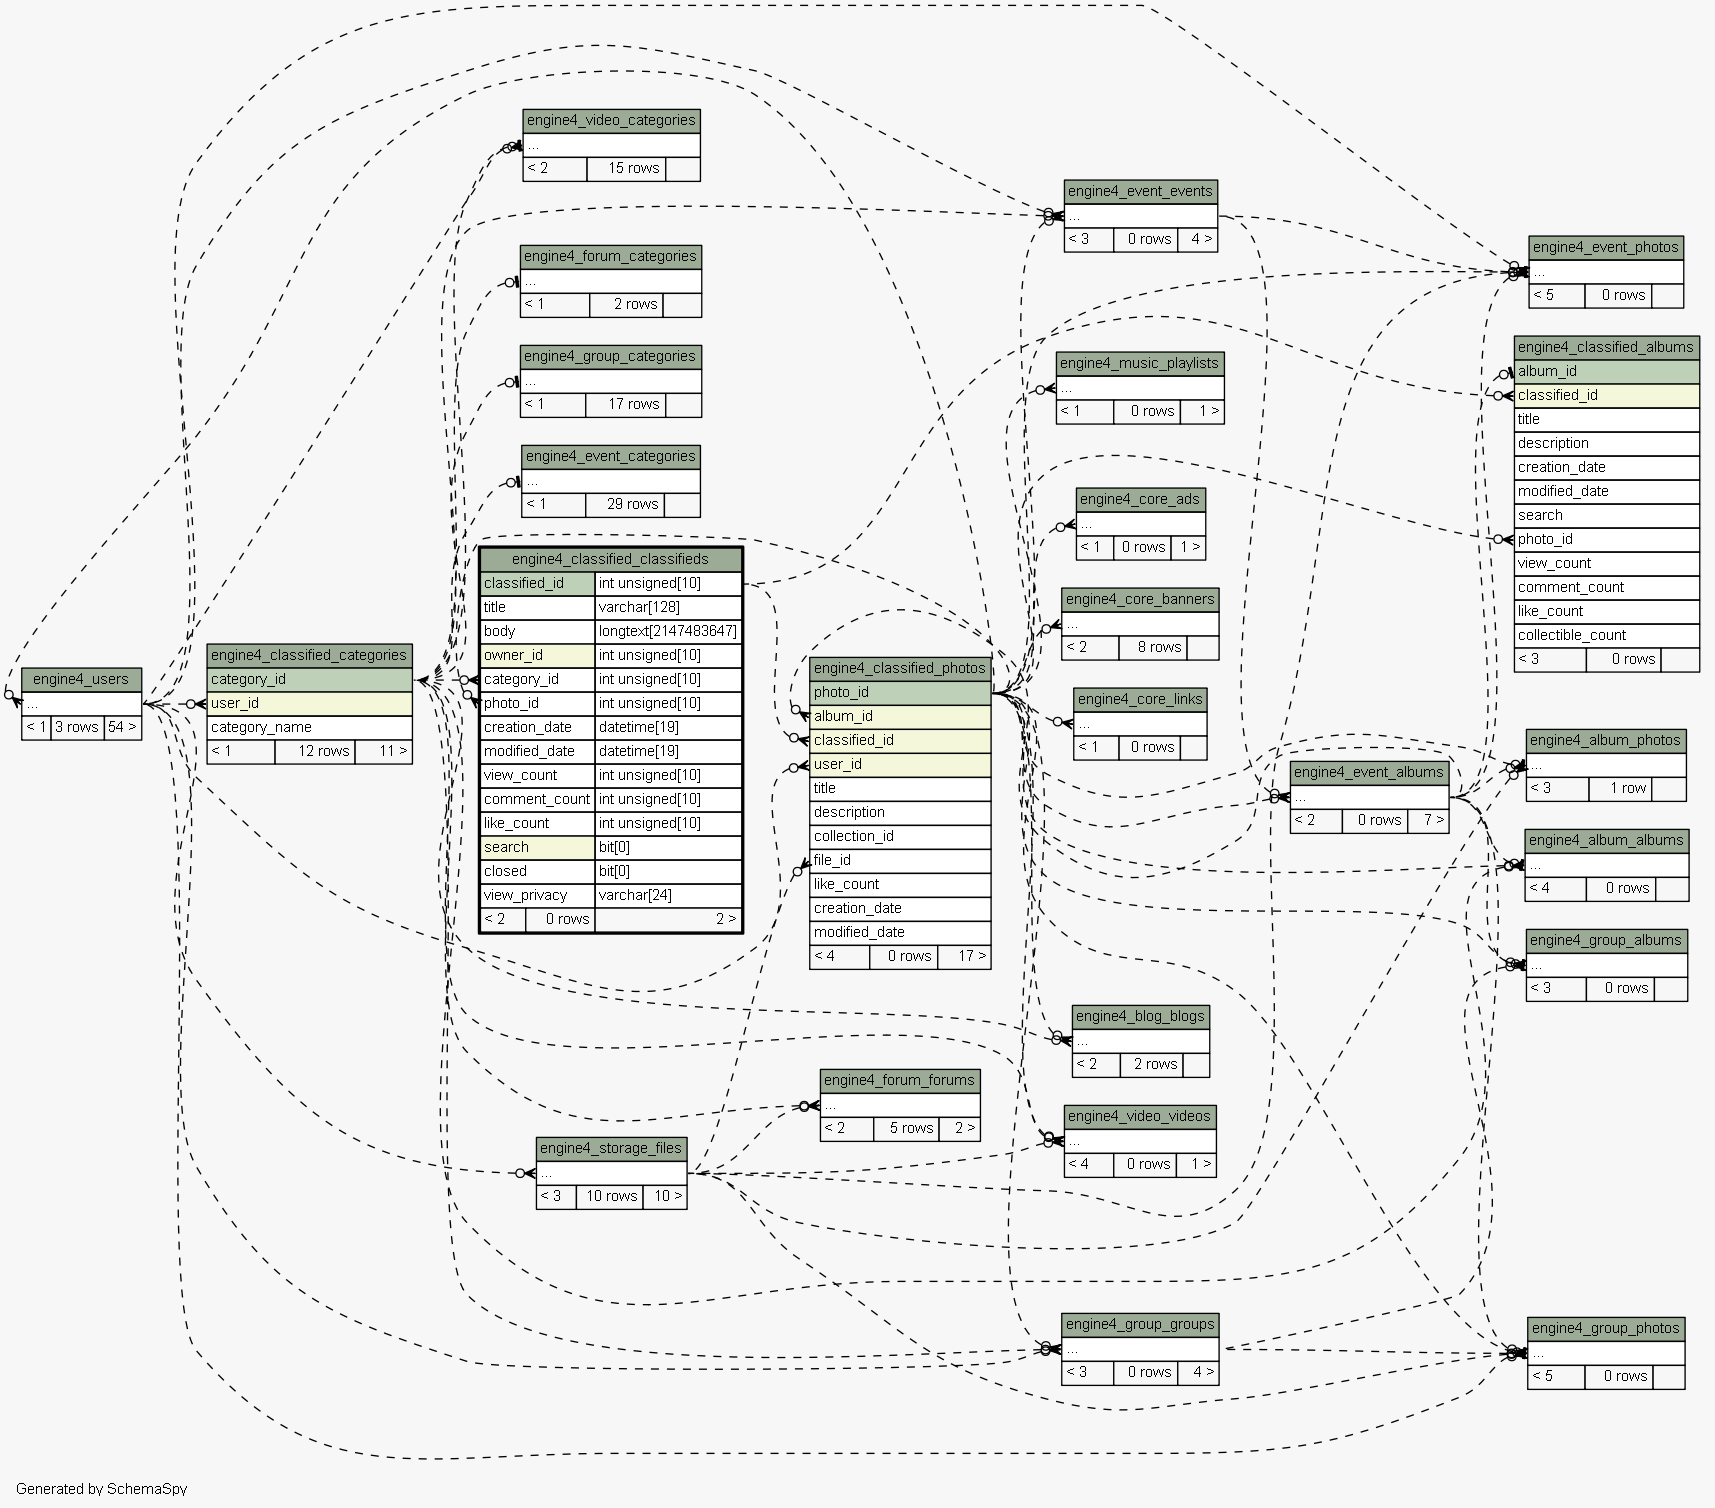 engine4_video_categories
...
< 2 15 rows
engine4_forum_categories
...
< 1 2 rows
engine4_group_categories
...
< 1 17 rows
engine4_event_categories
...
< 1 29 rows
engine4_users
...
< 1 3 rows 54 >
engine4_classified_categories
category_id
user_id
category_name
< 1 12 rows 11 >
engine4_classified_classifieds
classified_id int unsigned[10]
title varchar[128]
body longtext[2147483647]
owner_id int unsigned[10]
category_id int unsigned[10]
photo_id int unsigned[10]
creation_date datetime[19]
modified_date datetime[19]
view_count int unsigned[10]
comment_count int unsigned[10]
like_count int unsigned[10]
search bit[0]
closed bit[0]
view_privacy varchar[24]
< 2 0 rows 2 >
engine4_classified_photos
photo_id
album_id
classified_id
user_id
title
description
collection_id
file_id
like_count
creation_date
modified_date
< 4 0 rows 17 >
engine4_forum_forums
...
< 2 5 rows 2 >
engine4_storage_files
...
< 3 10 rows 10 >
engine4_event_events
...
< 3 0 rows 4 >
engine4_music_playlists
...
< 1 0 rows 1 >
engine4_core_ads
...
< 1 0 rows 1 >
engine4_core_banners
...
< 2 8 rows
engine4_core_links
...
< 1 0 rows
engine4_blog_blogs
...
< 2 2 rows
engine4_video_videos
...
< 4 0 rows 1 >
engine4_group_groups
...
< 3 0 rows 4 >
engine4_event_albums
...
< 2 0 rows 7 >
engine4_event_photos
...
< 5 0 rows
engine4_classified_albums
album_id
classified_id
title
description
creation_date
modified_date
search
photo_id
view_count
comment_count
like_count
collectible_count
< 3 0 rows
engine4_album_photos
...
< 3 1 row
engine4_album_albums
...
< 4 0 rows
engine4_group_albums
...
< 3 0 rows
engine4_group_photos
...
< 5 0 rows
Generated by SchemaSpy